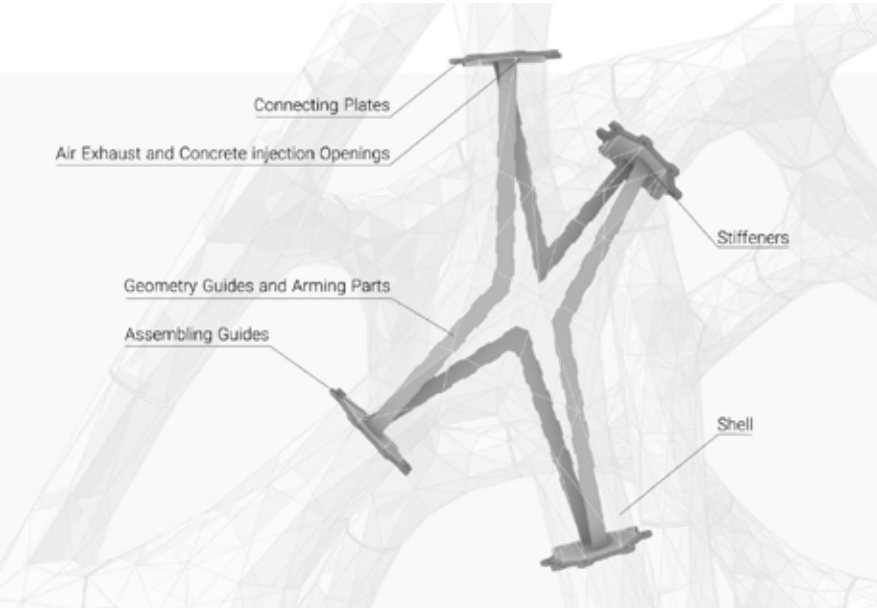 Connecting Plates
Air Exhaust and Concrete injection Openings
Stiffeners
Geometry Guides and Arming Parts
Assembling Guides
Shell